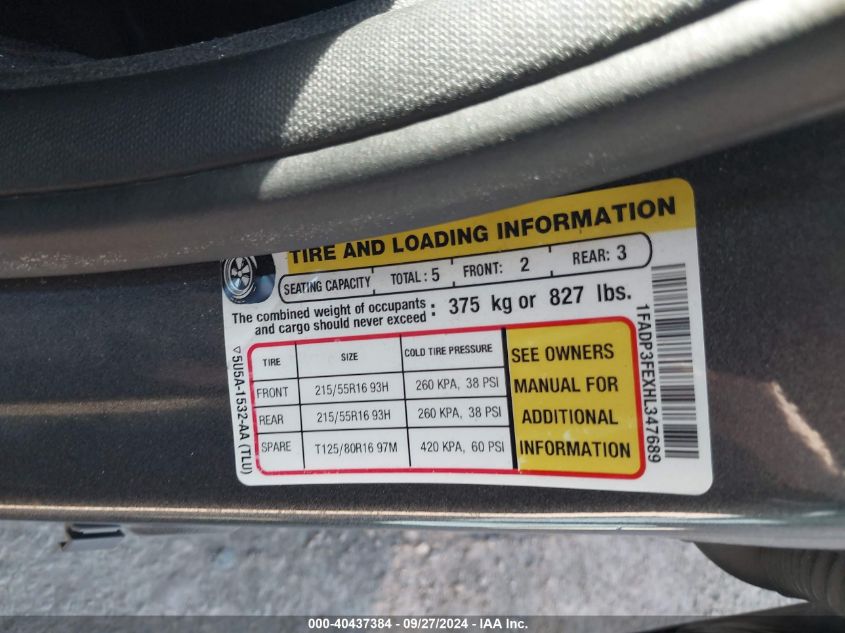 TIRE AND LOADING INFORMATION
SEATING CAPACITY TOTAL: 5 FRONT: 2 REAR: 3
The combined weight of occupants and cargo should never exceed : 375 kg or 827 lbs.
TIRE SIZE COLD TIRE PRESSURE
FRONT 215/55R16 93H 260 KPA, 38 PSI
REAR 215/55R16 93H 260 KPA, 38 PSI
SPARE T125/80R16 97M 420 KPA, 60 PSI
SEE OWNERS
MANUAL FOR
ADDITIONAL
INFORMATION
▽5U5A-1532-AA (TLU)
1FADP3FEXHL347689
000-40437384 - 09/27/2024 - IAA Inc.